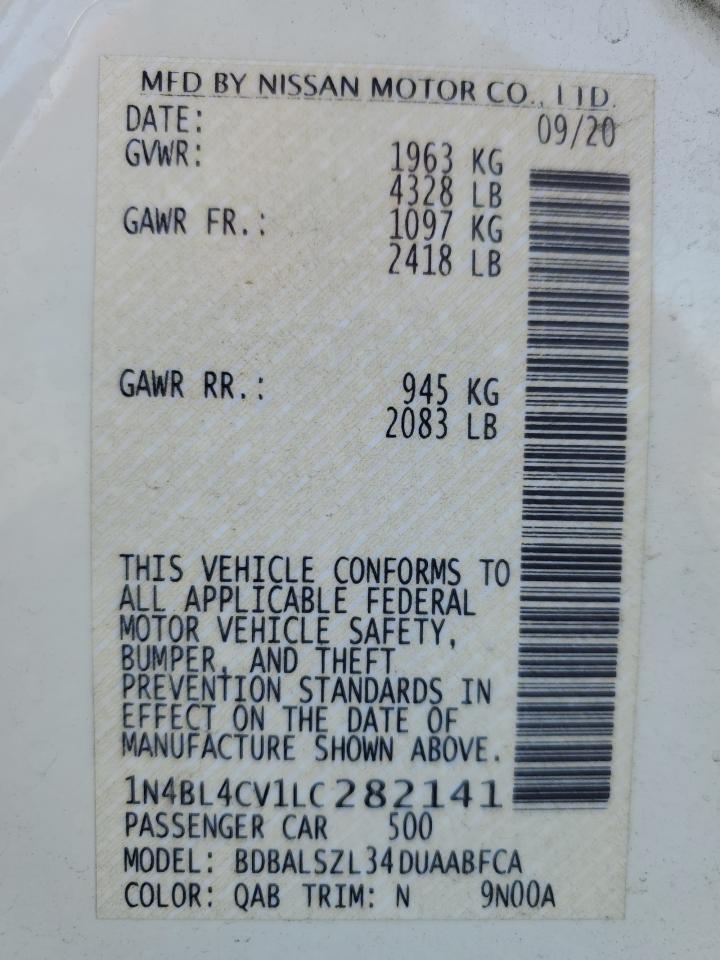 MFD BY NISSAN MOTOR CO., LTD.
DATE: 09/20
GVWR: 1963 KG
4328 LB
GAWR FR.: 1097 KG
2418 LB
GAWR RR.: 945 KG
2083 LB
THIS VEHICLE CONFORMS TO
ALL APPLICABLE FEDERAL
MOTOR VEHICLE SAFETY,
BUMPER, AND THEFT
PREVENTION STANDARDS IN
EFFECT ON THE DATE OF
MANUFACTURE SHOWN ABOVE.
1N4BL4CV1LC282141
PASSENGER CAR 500
MODEL: BDBALSZL34DUAABFCA
COLOR: QAB TRIM: N 9N00A